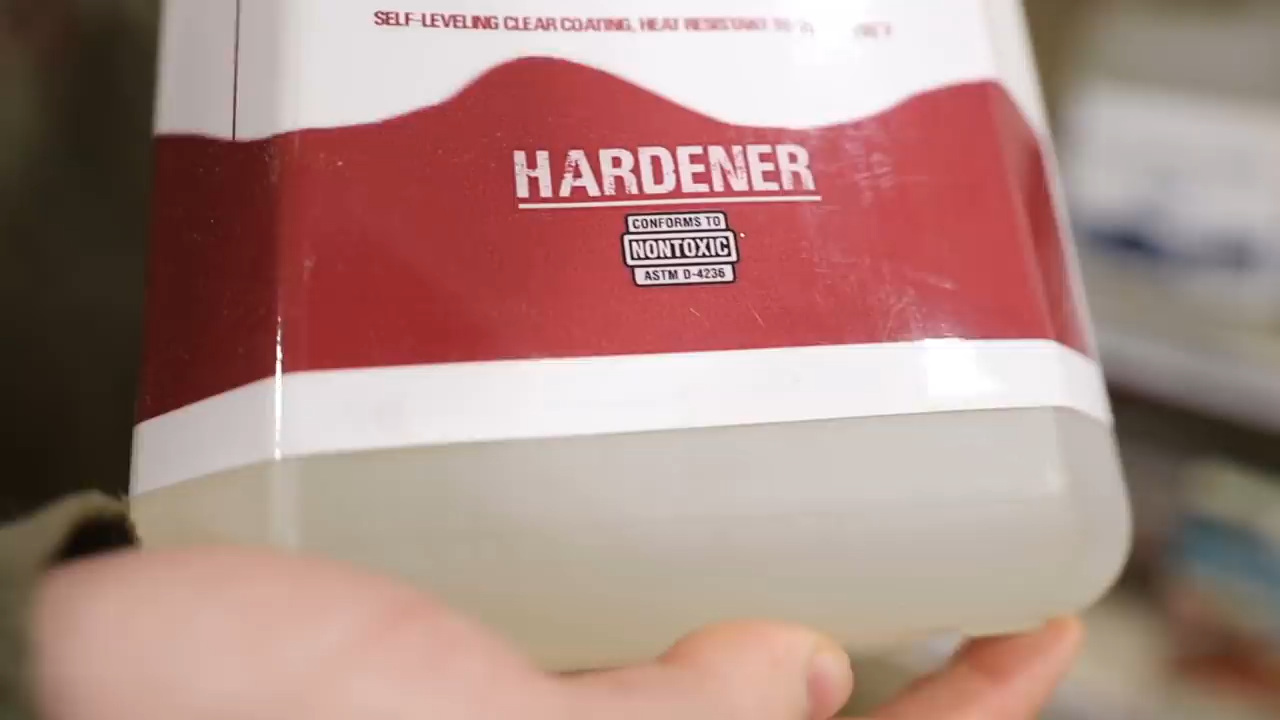 SELF-LEVELING CLEAR COATING, HEAT RESISTANT
HARDENER
CONFORMS TO
NONTOXIC
ASTM D-4236